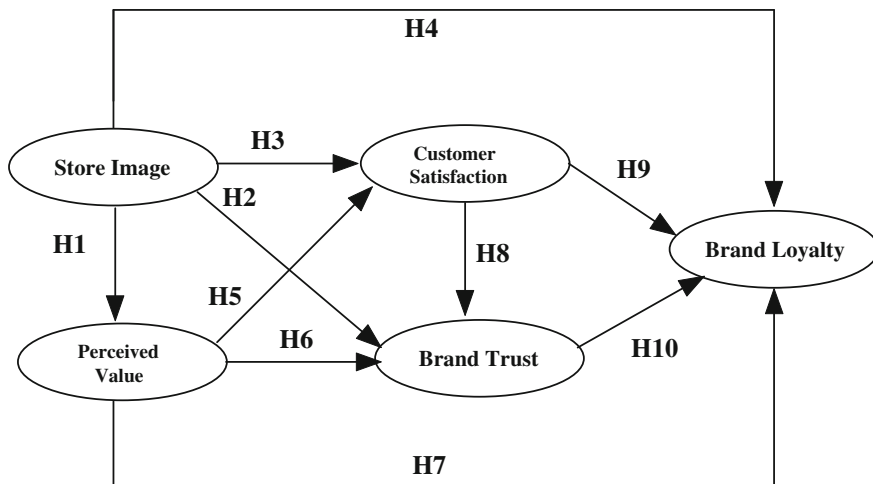 H4
H3
Store Image
Customer
Satisfaction
H9
H2
H1
H8
Brand Loyalty
H5
H6
Perceived
Value
Brand Trust
H10
H7